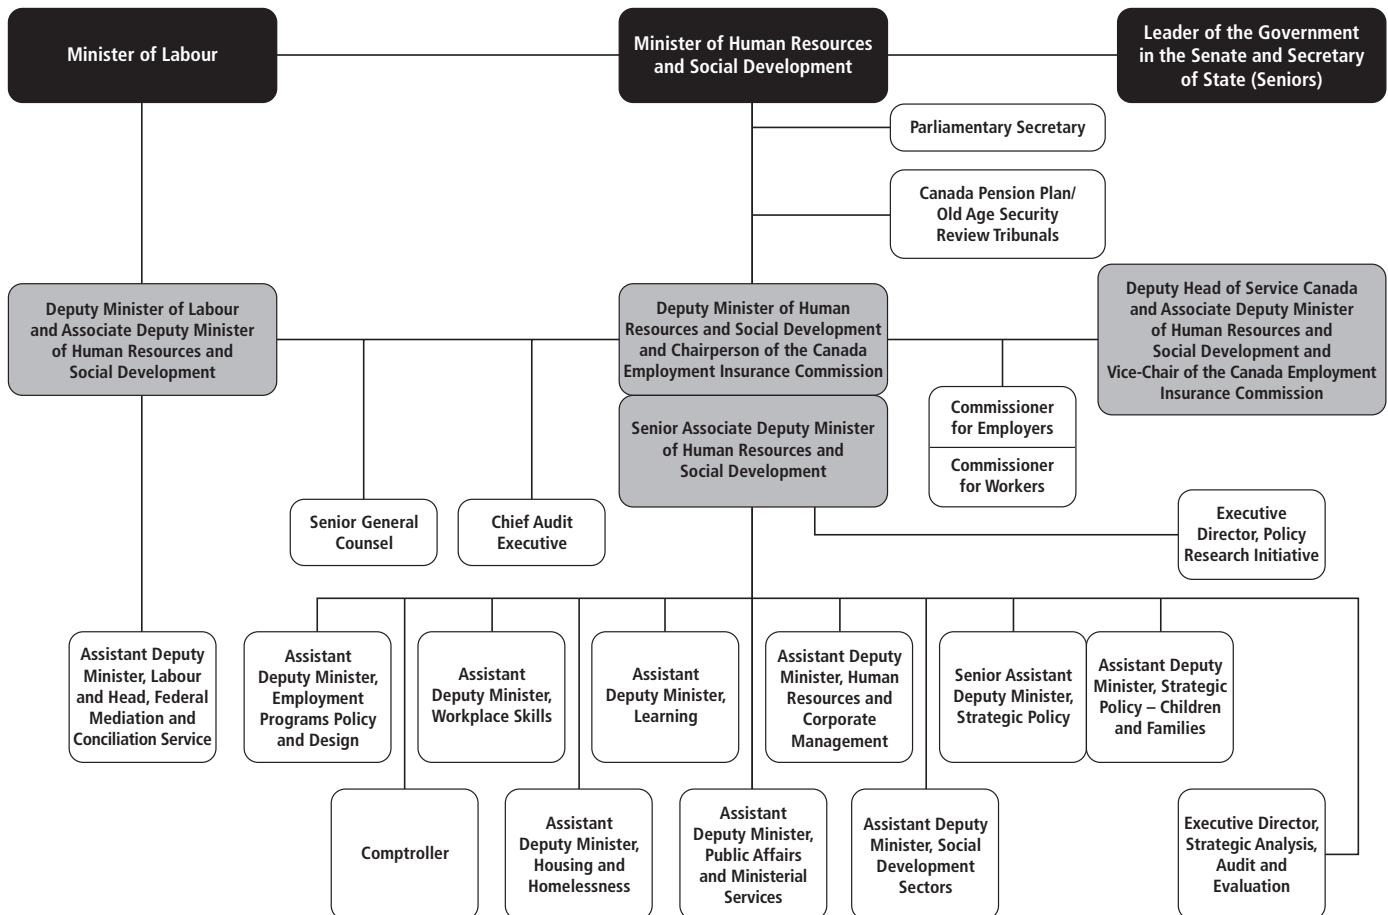 Minister of Labour
Minister of Human Resources
and Social Development
Leader of the Government
in the Senate and Secretary
of State (Seniors)
Parliamentary Secretary
Canada Pension Plan/
Old Age Security
Review Tribunals
Deputy Minister of Labour
and Associate Deputy Minister
of Human Resources and
Social Development
Deputy Minister of Human
Resources and Social Development
and Chairperson of the Canada
Employment Insurance Commission
Deputy Head of Service Canada
and Associate Deputy Minister
of Human Resources and
Social Development and
Vice-Chair of the Canada Employment
Insurance Commission
Senior Associate Deputy Minister
of Human Resources and
Social Development
Commissioner
for Employers
Commissioner
for Workers
Senior General
Counsel
Chief Audit
Executive
Executive
Director, Policy
Research Initiative
Assistant Deputy
Minister, Labour
and Head, Federal
Mediation and
Conciliation Service
Assistant
Deputy Minister,
Employment
Programs Policy
and Design
Assistant
Deputy Minister,
Workplace Skills
Assistant
Deputy Minister,
Learning
Assistant Deputy
Minister, Human
Resources and
Corporate
Management
Senior Assistant
Deputy Minister,
Strategic Policy
Assistant Deputy
Minister, Strategic
Policy – Children
and Families
Comptroller
Assistant
Deputy Minister,
Housing and
Homelessness
Assistant
Deputy Minister,
Public Affairs
and Ministerial
Services
Assistant Deputy
Minister, Social
Development
Sectors
Executive Director,
Strategic Analysis,
Audit and
Evaluation